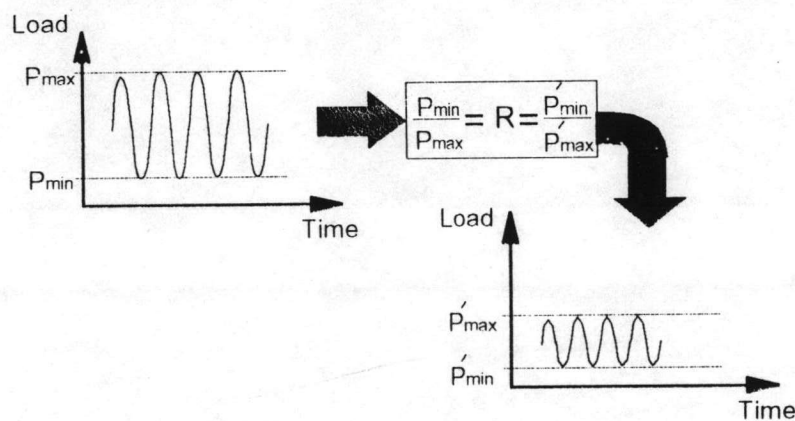 Load
Pmax
Pmin
Time
Pmin/Pmax = R = P′min/P′max
Load
P′max
P′min
Time